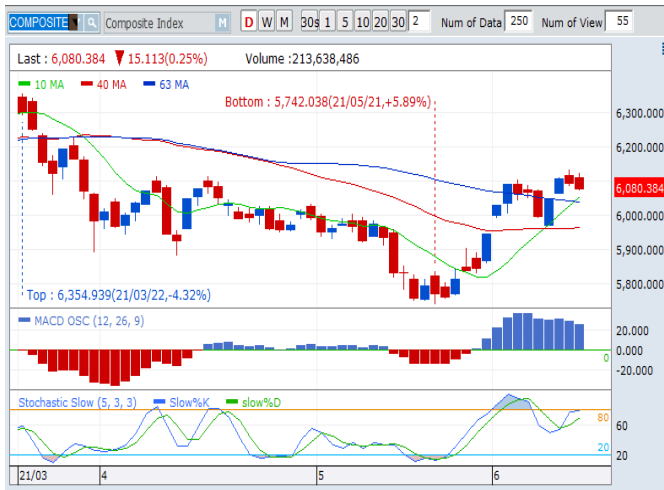 COMPOSITE Composite Index M D W M 30s 1 5 10 20 30 2 Num of Data 250 Num of View 55
Last : 6,080.384 ▼ 15.113(0.25%) Volume :213,638,486
10 MA 40 MA 63 MA
Bottom : 5,742.038(21/05/21,+5.89%)
6,300.000
6,200.000
6,080.384
6,000.000
5,900.000
5,800.000
Top : 6,354.939(21/03/22,-4.32%)
MACD OSC (12, 26, 9)
20.000
0.000
0
-20.000
Stochastic Slow (5, 3, 3) Slow%K slow%D
80
60
20
20
21/03 4 5 6